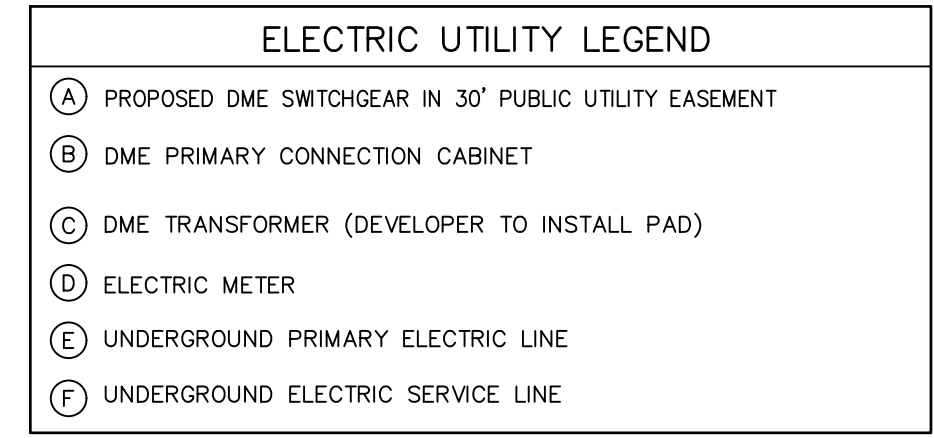 ELECTRIC UTILITY LEGEND
A PROPOSED DME SWITCHGEAR IN 30' PUBLIC UTILITY EASEMENT
B DME PRIMARY CONNECTION CABINET
C DME TRANSFORMER (DEVELOPER TO INSTALL PAD)
D ELECTRIC METER
E UNDERGROUND PRIMARY ELECTRIC LINE
F UNDERGROUND ELECTRIC SERVICE LINE